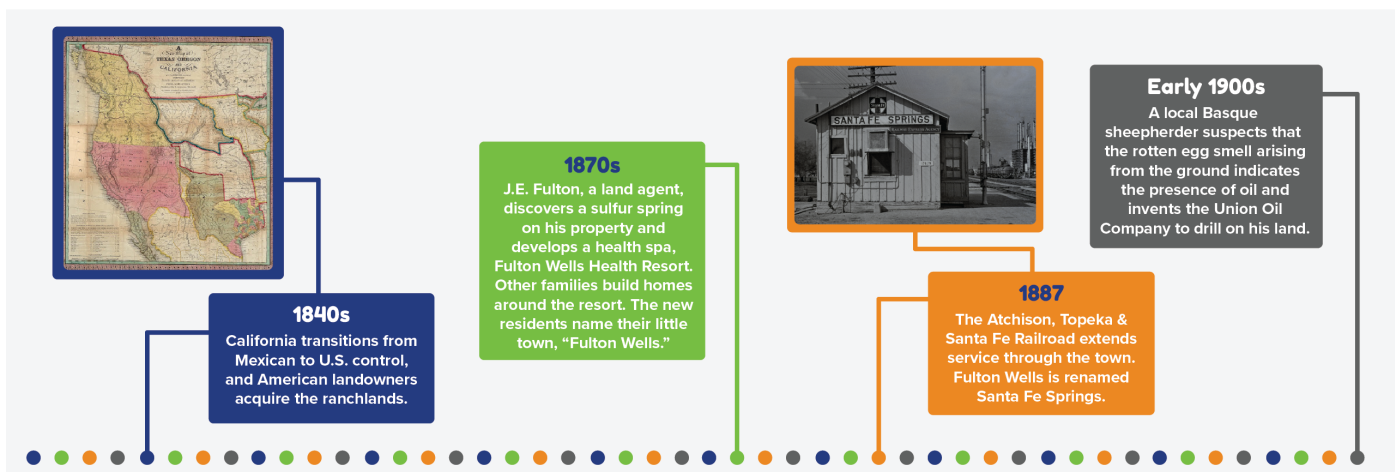 A
TEXAS OREGON
AND
CALIFORNIA
1840s
California transitions from
Mexican to U.S. control,
and American landowners
acquire the ranchlands.
1870s
J.E. Fulton, a land agent,
discovers a sulfur spring
on his property and
develops a health spa,
Fulton Wells Health Resort.
Other families build homes
around the resort. The new
residents name their little
town, “Fulton Wells.”
SANTA FE SPRINGS
1887
The Atchison, Topeka &
Santa Fe Railroad extends
service through the town.
Fulton Wells is renamed
Santa Fe Springs.
Early 1900s
A local Basque
sheepherder suspects that
the rotten egg smell arising
from the ground indicates
the presence of oil and
invents the Union Oil
Company to drill on his land.